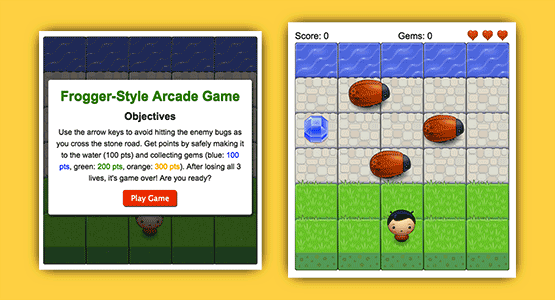 Frogger-Style Arcade Game
Objectives
Use the arrow keys to avoid hitting the enemy bugs as
you cross the stone road. Get points by safely making it
to the water (100 pts) and collecting gems (blue: 100
pts, green: 200 pts, orange: 300 pts). After losing all 3
lives, it's game over! Are you ready?
Play Game
Score: 0 Gems: 0